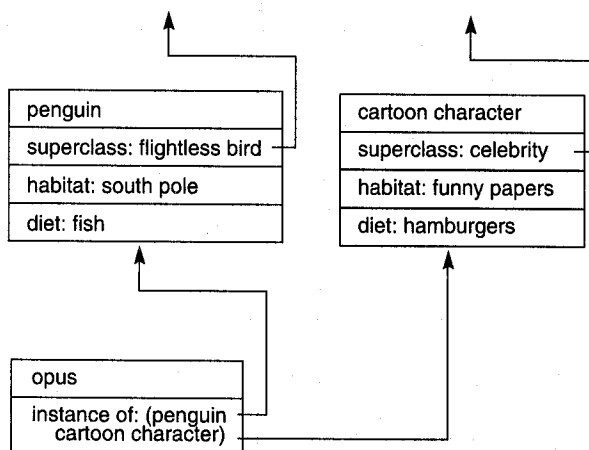 penguin
superclass: flightless bird
habitat: south pole
diet: fish
cartoon character
superclass: celebrity
habitat: funny papers
diet: hamburgers
opus
instance of: (penguin
cartoon character)